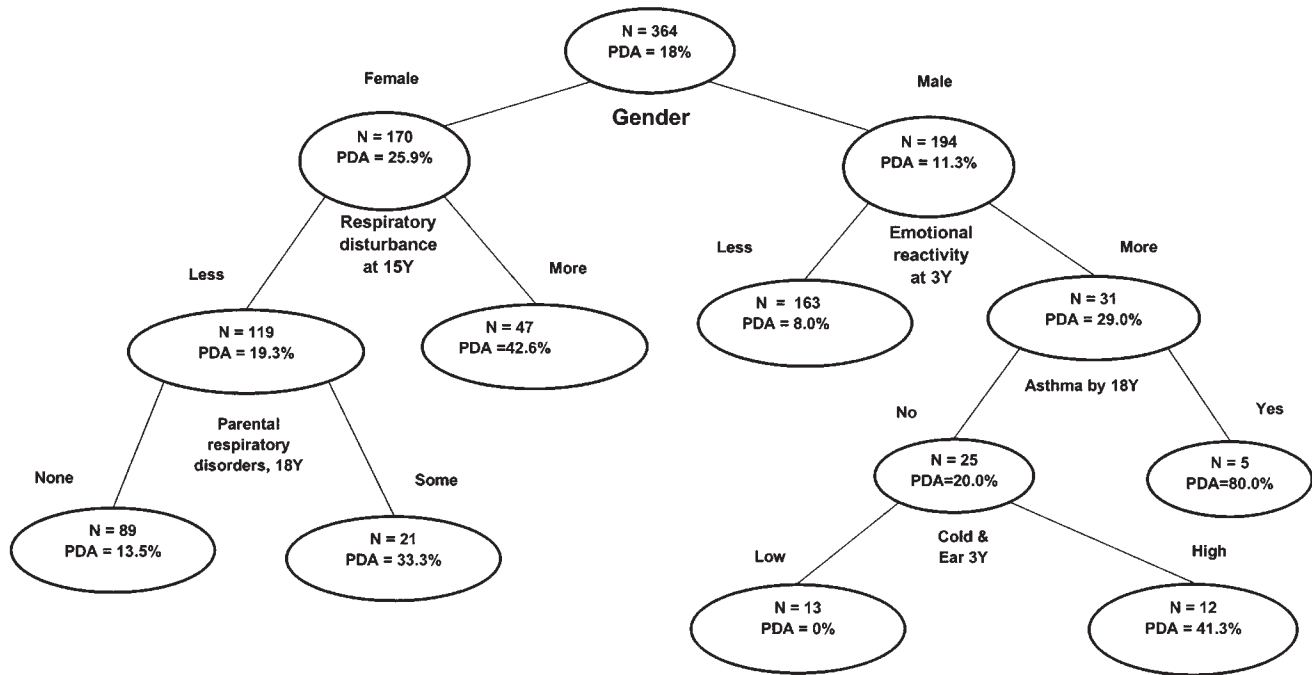 N = 364
PDA = 18%
Female
Male
Gender
N = 170
PDA = 25.9%
N = 194
PDA = 11.3%
Respiratory
disturbance
at 15Y
Emotional
reactivity
at 3Y
Less
More
Less
More
N = 119
PDA = 19.3%
N = 47
PDA =42.6%
N = 163
PDA = 8.0%
N = 31
PDA = 29.0%
Parental
respiratory
disorders, 18Y
Asthma by 18Y
None
Some
No
Yes
N = 89
PDA = 13.5%
N = 21
PDA = 33.3%
N = 25
PDA=20.0%
N = 5
PDA=80.0%
Cold &
Ear 3Y
Low
High
N = 13
PDA = 0%
N = 12
PDA = 41.3%